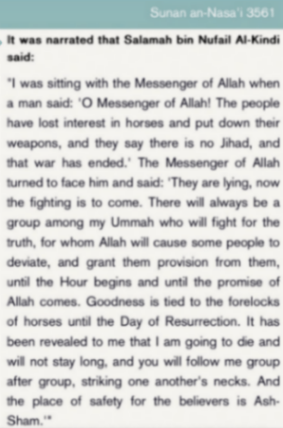 Sunan an-Nasa'i 3561
It was narrated that Salamah bin Nufail Al-Kindi
said:
"I was sitting with the Messenger of Allah when
a man said: 'O Messenger of Allah! The people
have lost interest in horses and put down their
weapons, and they say there is no Jihad, and
that war has ended.' The Messenger of Allah
turned to face him and said: 'They are lying, now
the fighting is to come. There will always be a
group among my Ummah who will fight for the
truth, for whom Allah will cause some people to
deviate, and grant them provision from them,
until the Hour begins and until the promise of
Allah comes. Goodness is tied to the forelocks
of horses until the Day of Resurrection. It has
been revealed to me that I am going to die and
will not stay long, and you will follow me group
after group, striking one another's necks. And
the place of safety for the believers is Ash-
Sham.'"